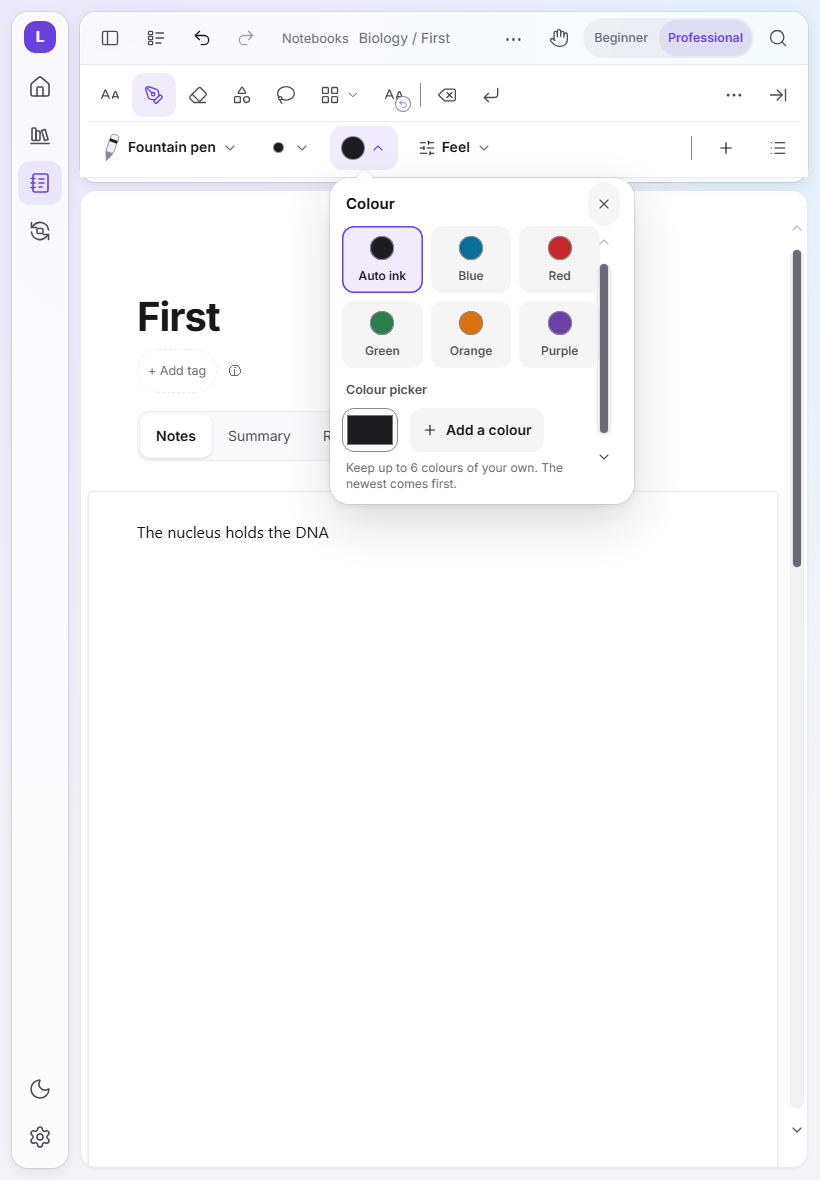 L
Notebooks Biology / First
Beginner Professional
AA
AA
Fountain pen
Feel
Colour
Auto ink Blue Red
Green Orange Purple
Colour picker
+ Add a colour
Keep up to 6 colours of your own. The
newest comes first.
First
+ Add tag
Notes Summary R
The nucleus holds the DNA